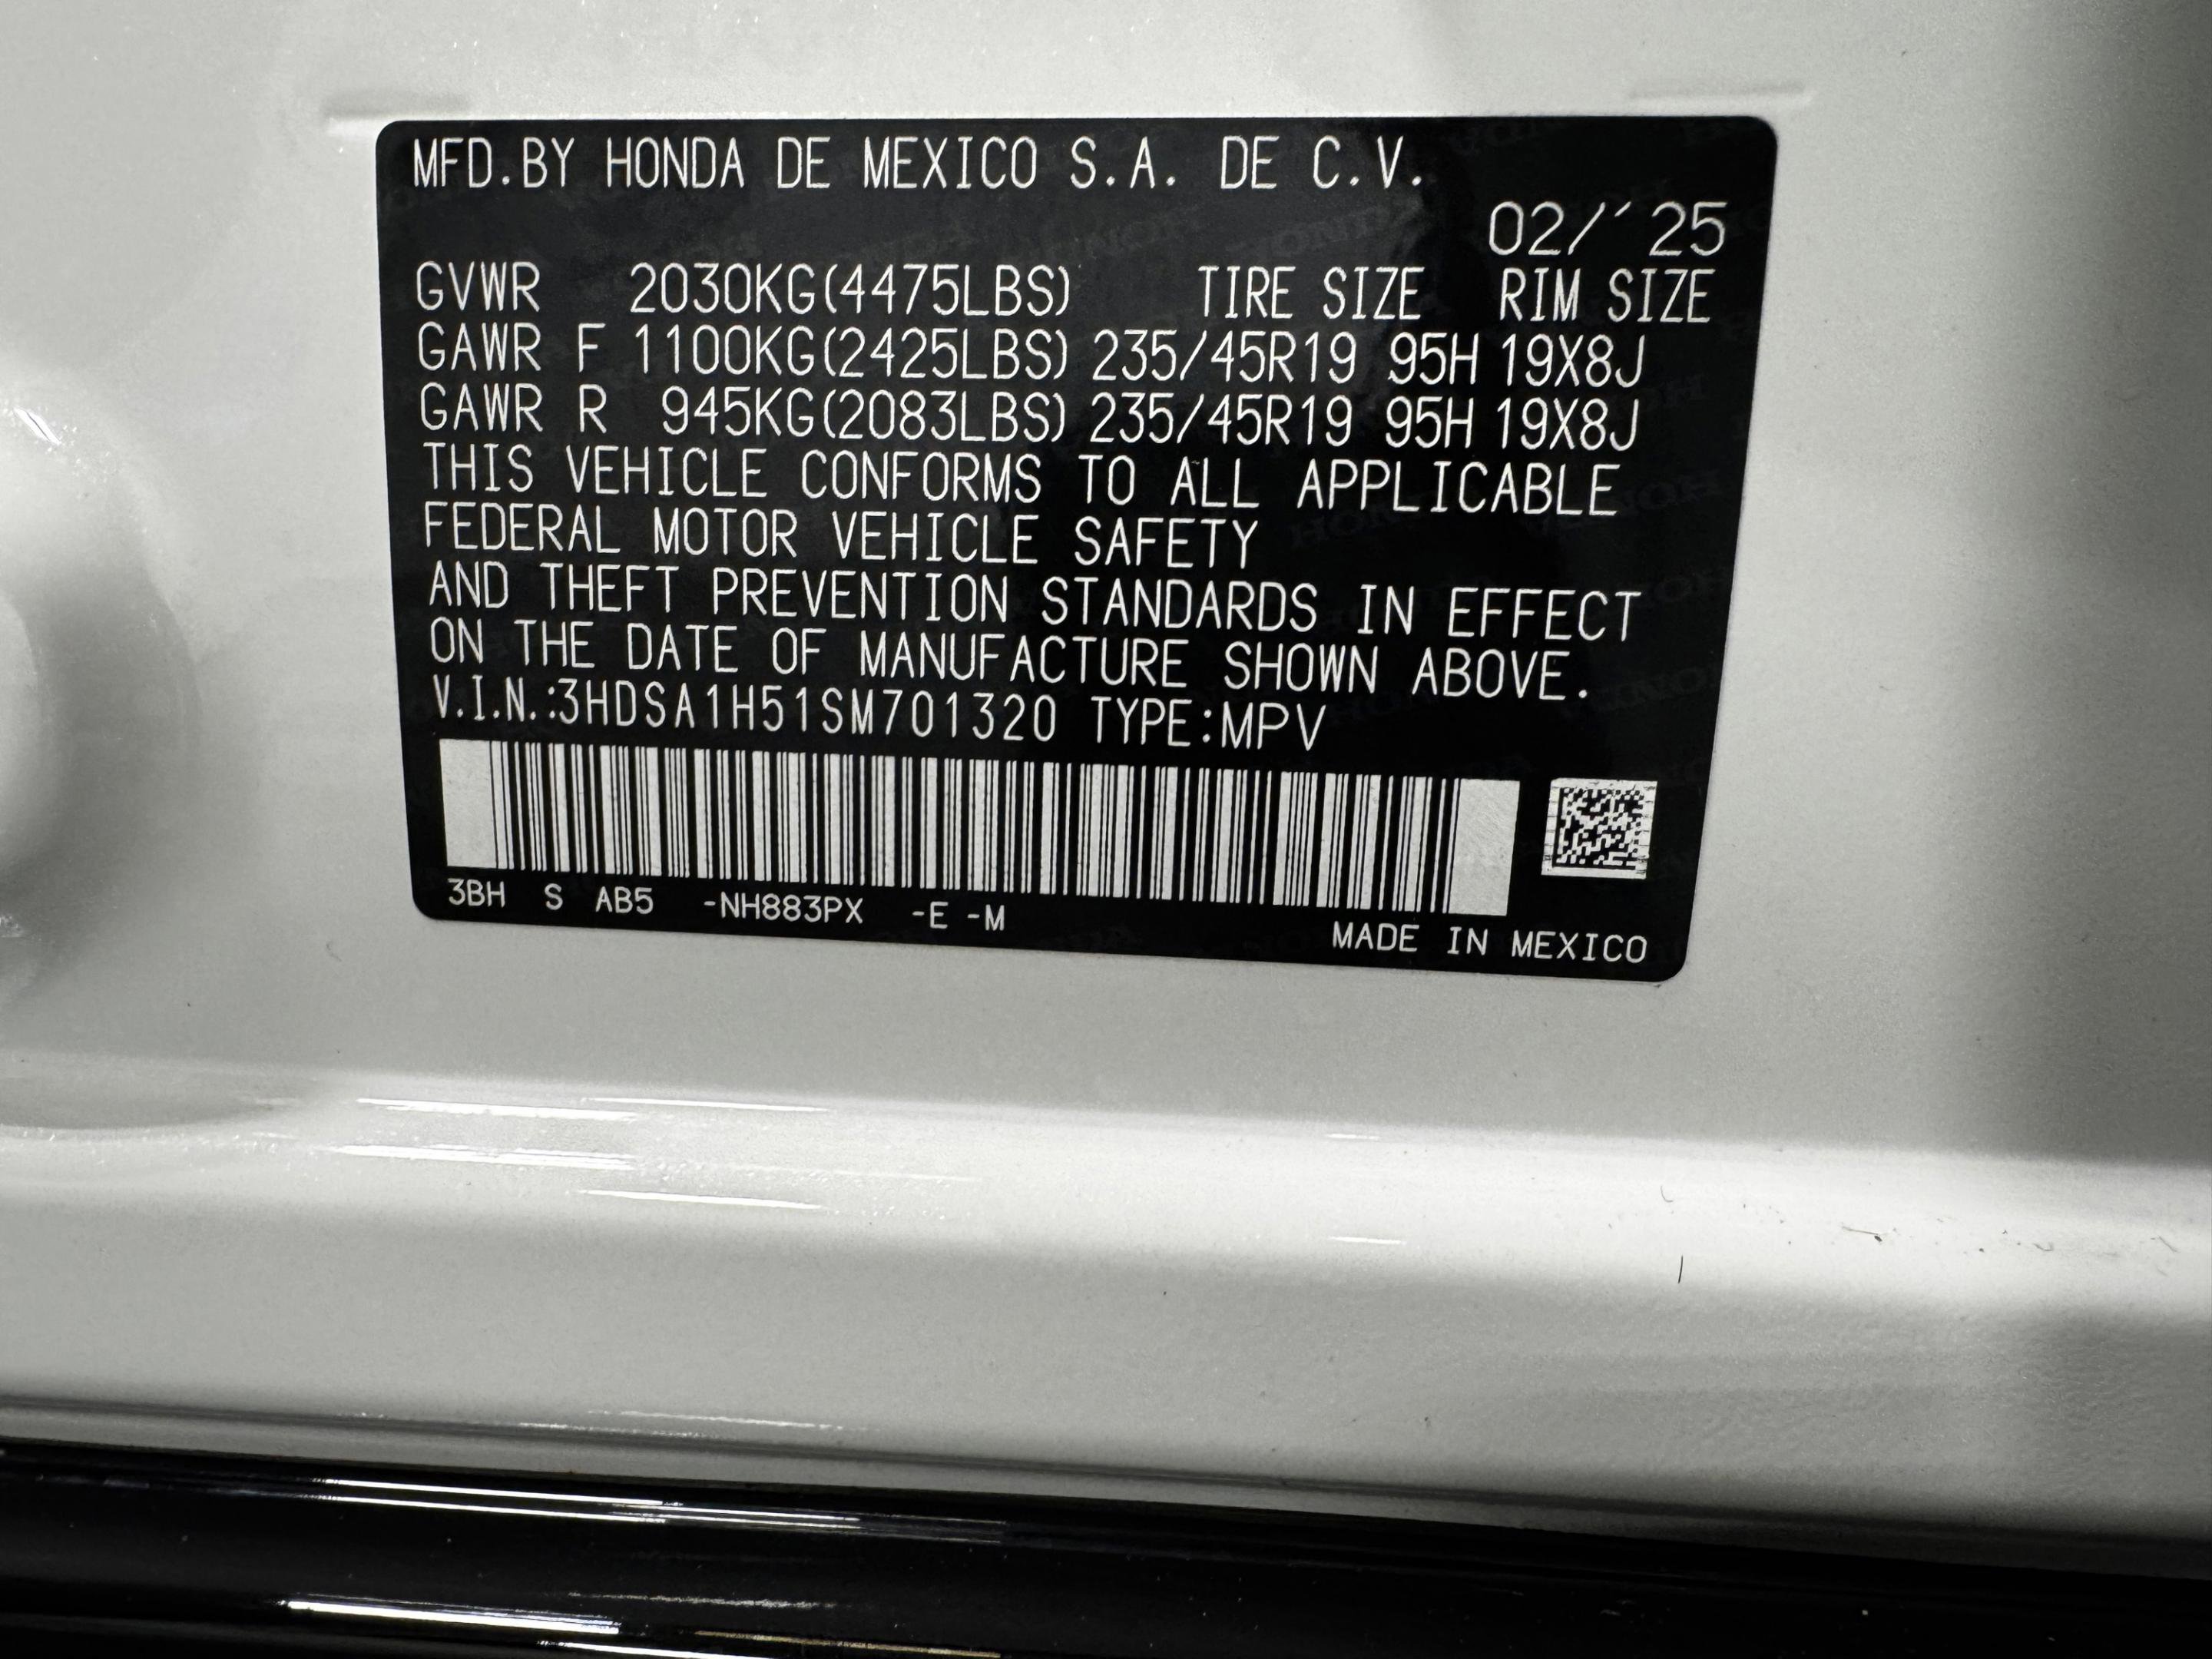 MFD.BY HONDA DE MEXICO S.A. DE C.V.
02/´25
GVWR 2030KG(4475LBS) TIRE SIZE RIM SIZE
GAWR F 1100KG(2425LBS) 235/45R19 95H 19X8J
GAWR R 945KG(2083LBS) 235/45R19 95H 19X8J
THIS VEHICLE CONFORMS TO ALL APPLICABLE
FEDERAL MOTOR VEHICLE SAFETY
AND THEFT PREVENTION STANDARDS IN EFFECT
ON THE DATE OF MANUFACTURE SHOWN ABOVE.
V.I.N.:3HDSA1H51SM701320 TYPE:MPV
3BH S AB5 -NH883PX -E -M
MADE IN MEXICO